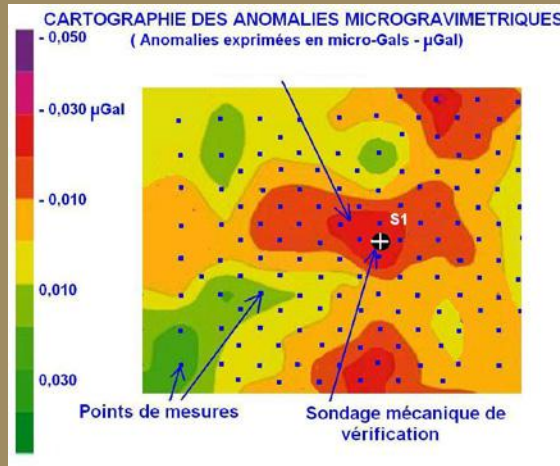 CARTOGRAPHIE DES ANOMALIES MICROGRAVIMETRIQUES
( Anomalies exprimées en micro-Gals - µGal)
- 0,050
- 0,030 µGal
- 0,010
0,010
0,030
S1
Points de mesures
Sondage mécanique de
vérification